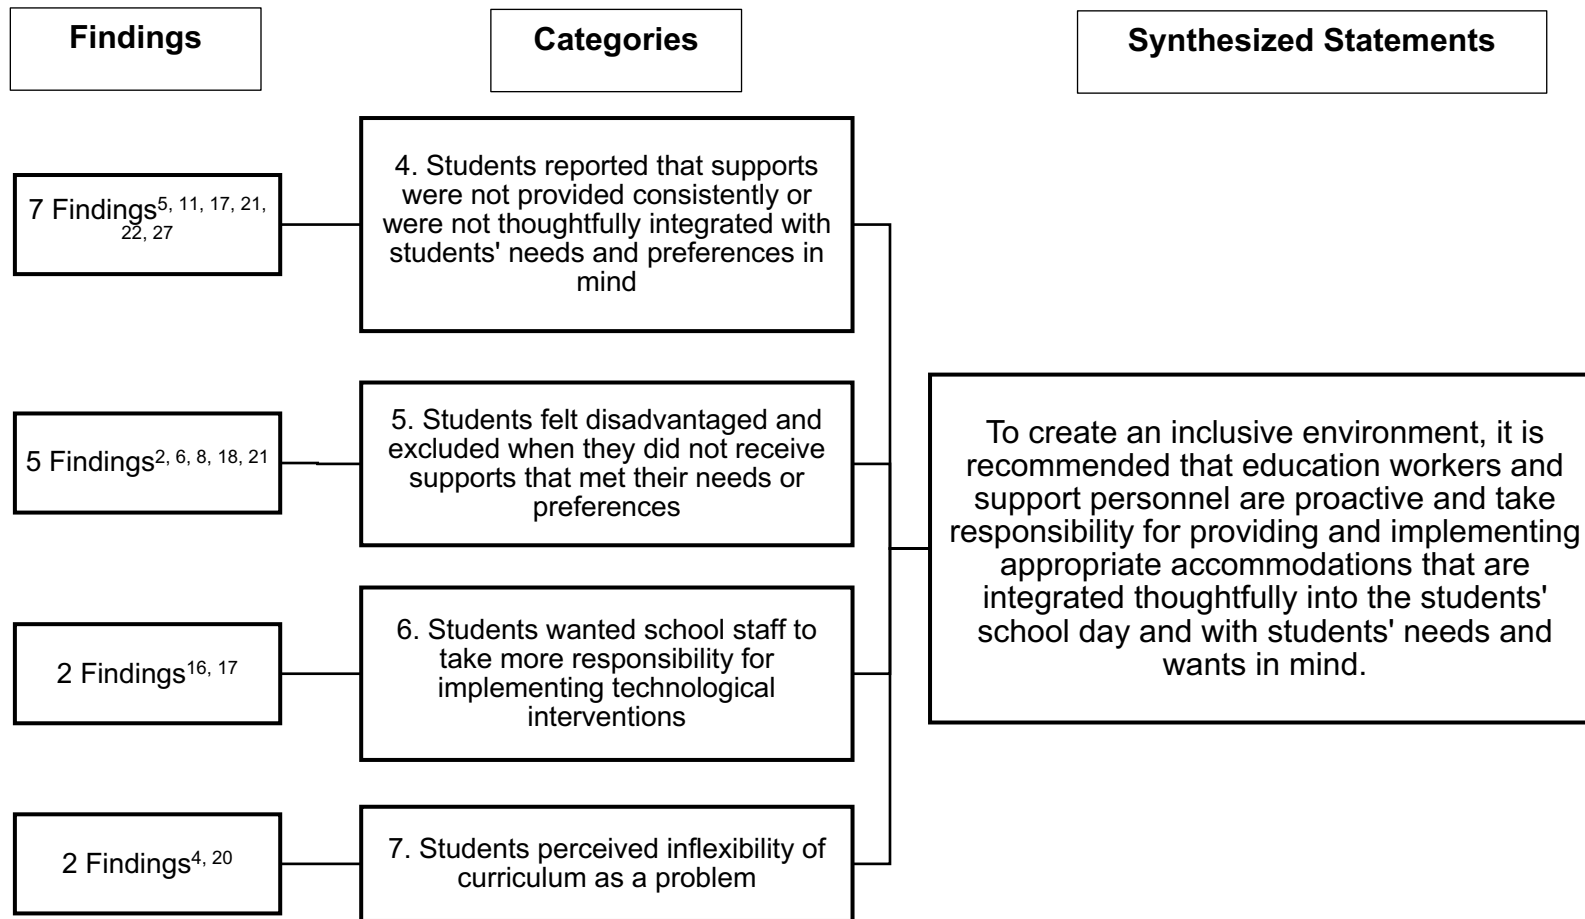 Findings
Categories
Synthesized Statements
7 Findings5, 11, 17, 21,
22, 27
4. Students reported that supports
were not provided consistently or
were not thoughtfully integrated with
students' needs and preferences in
mind
5 Findings2, 6, 8, 18, 21
5. Students felt disadvantaged and
excluded when they did not receive
supports that met their needs or
preferences
2 Findings16, 17
6. Students wanted school staff to
take more responsibility for
implementing technological
interventions
2 Findings4, 20
7. Students perceived inflexibility of
curriculum as a problem
To create an inclusive environment, it is
recommended that education workers and
support personnel are proactive and take
responsibility for providing and implementing
appropriate accommodations that are
integrated thoughtfully into the students'
school day and with students' needs and
wants in mind.